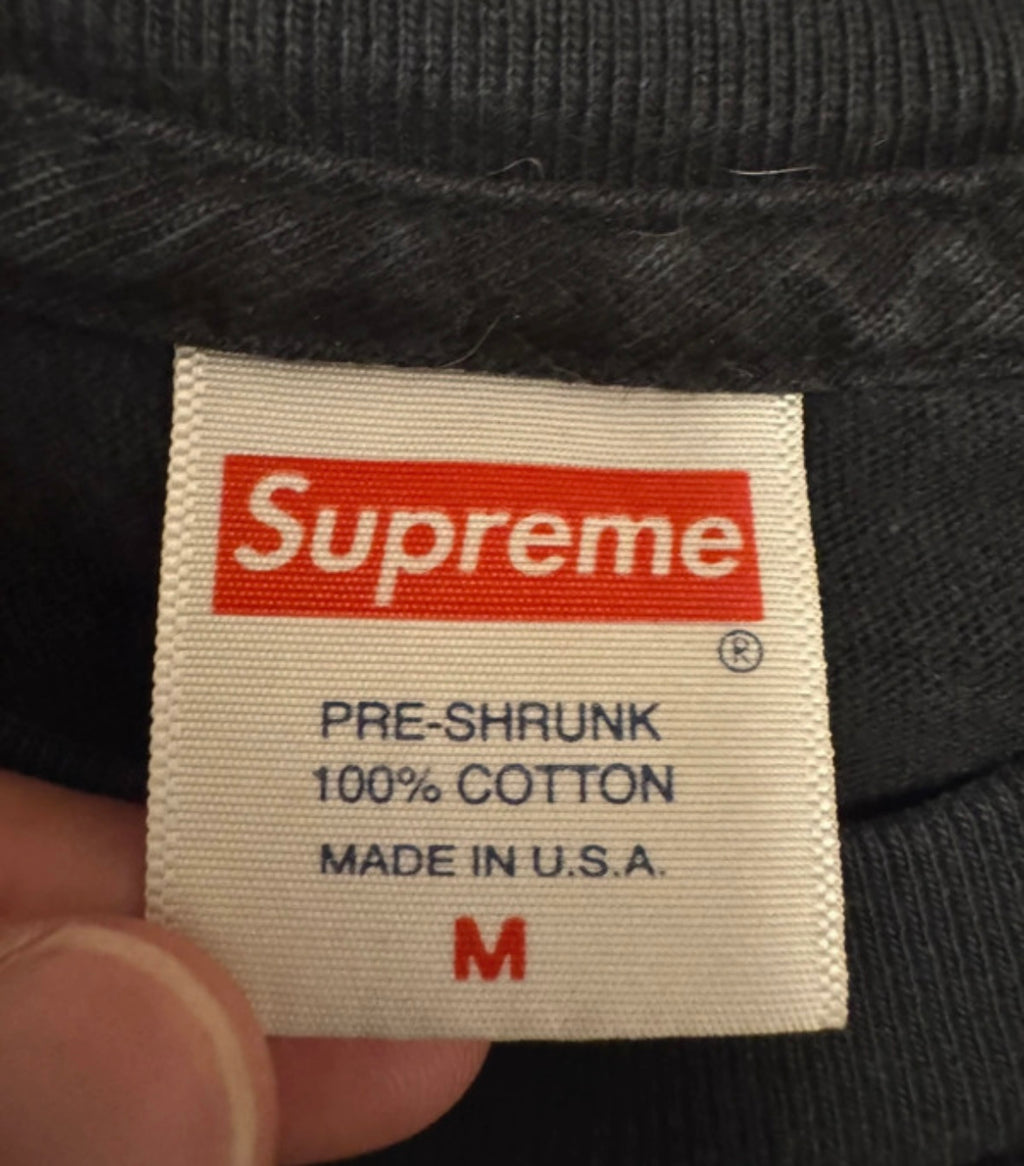 Supreme
®
PRE-SHRUNK
100% COTTON
MADE IN U.S.A.
M